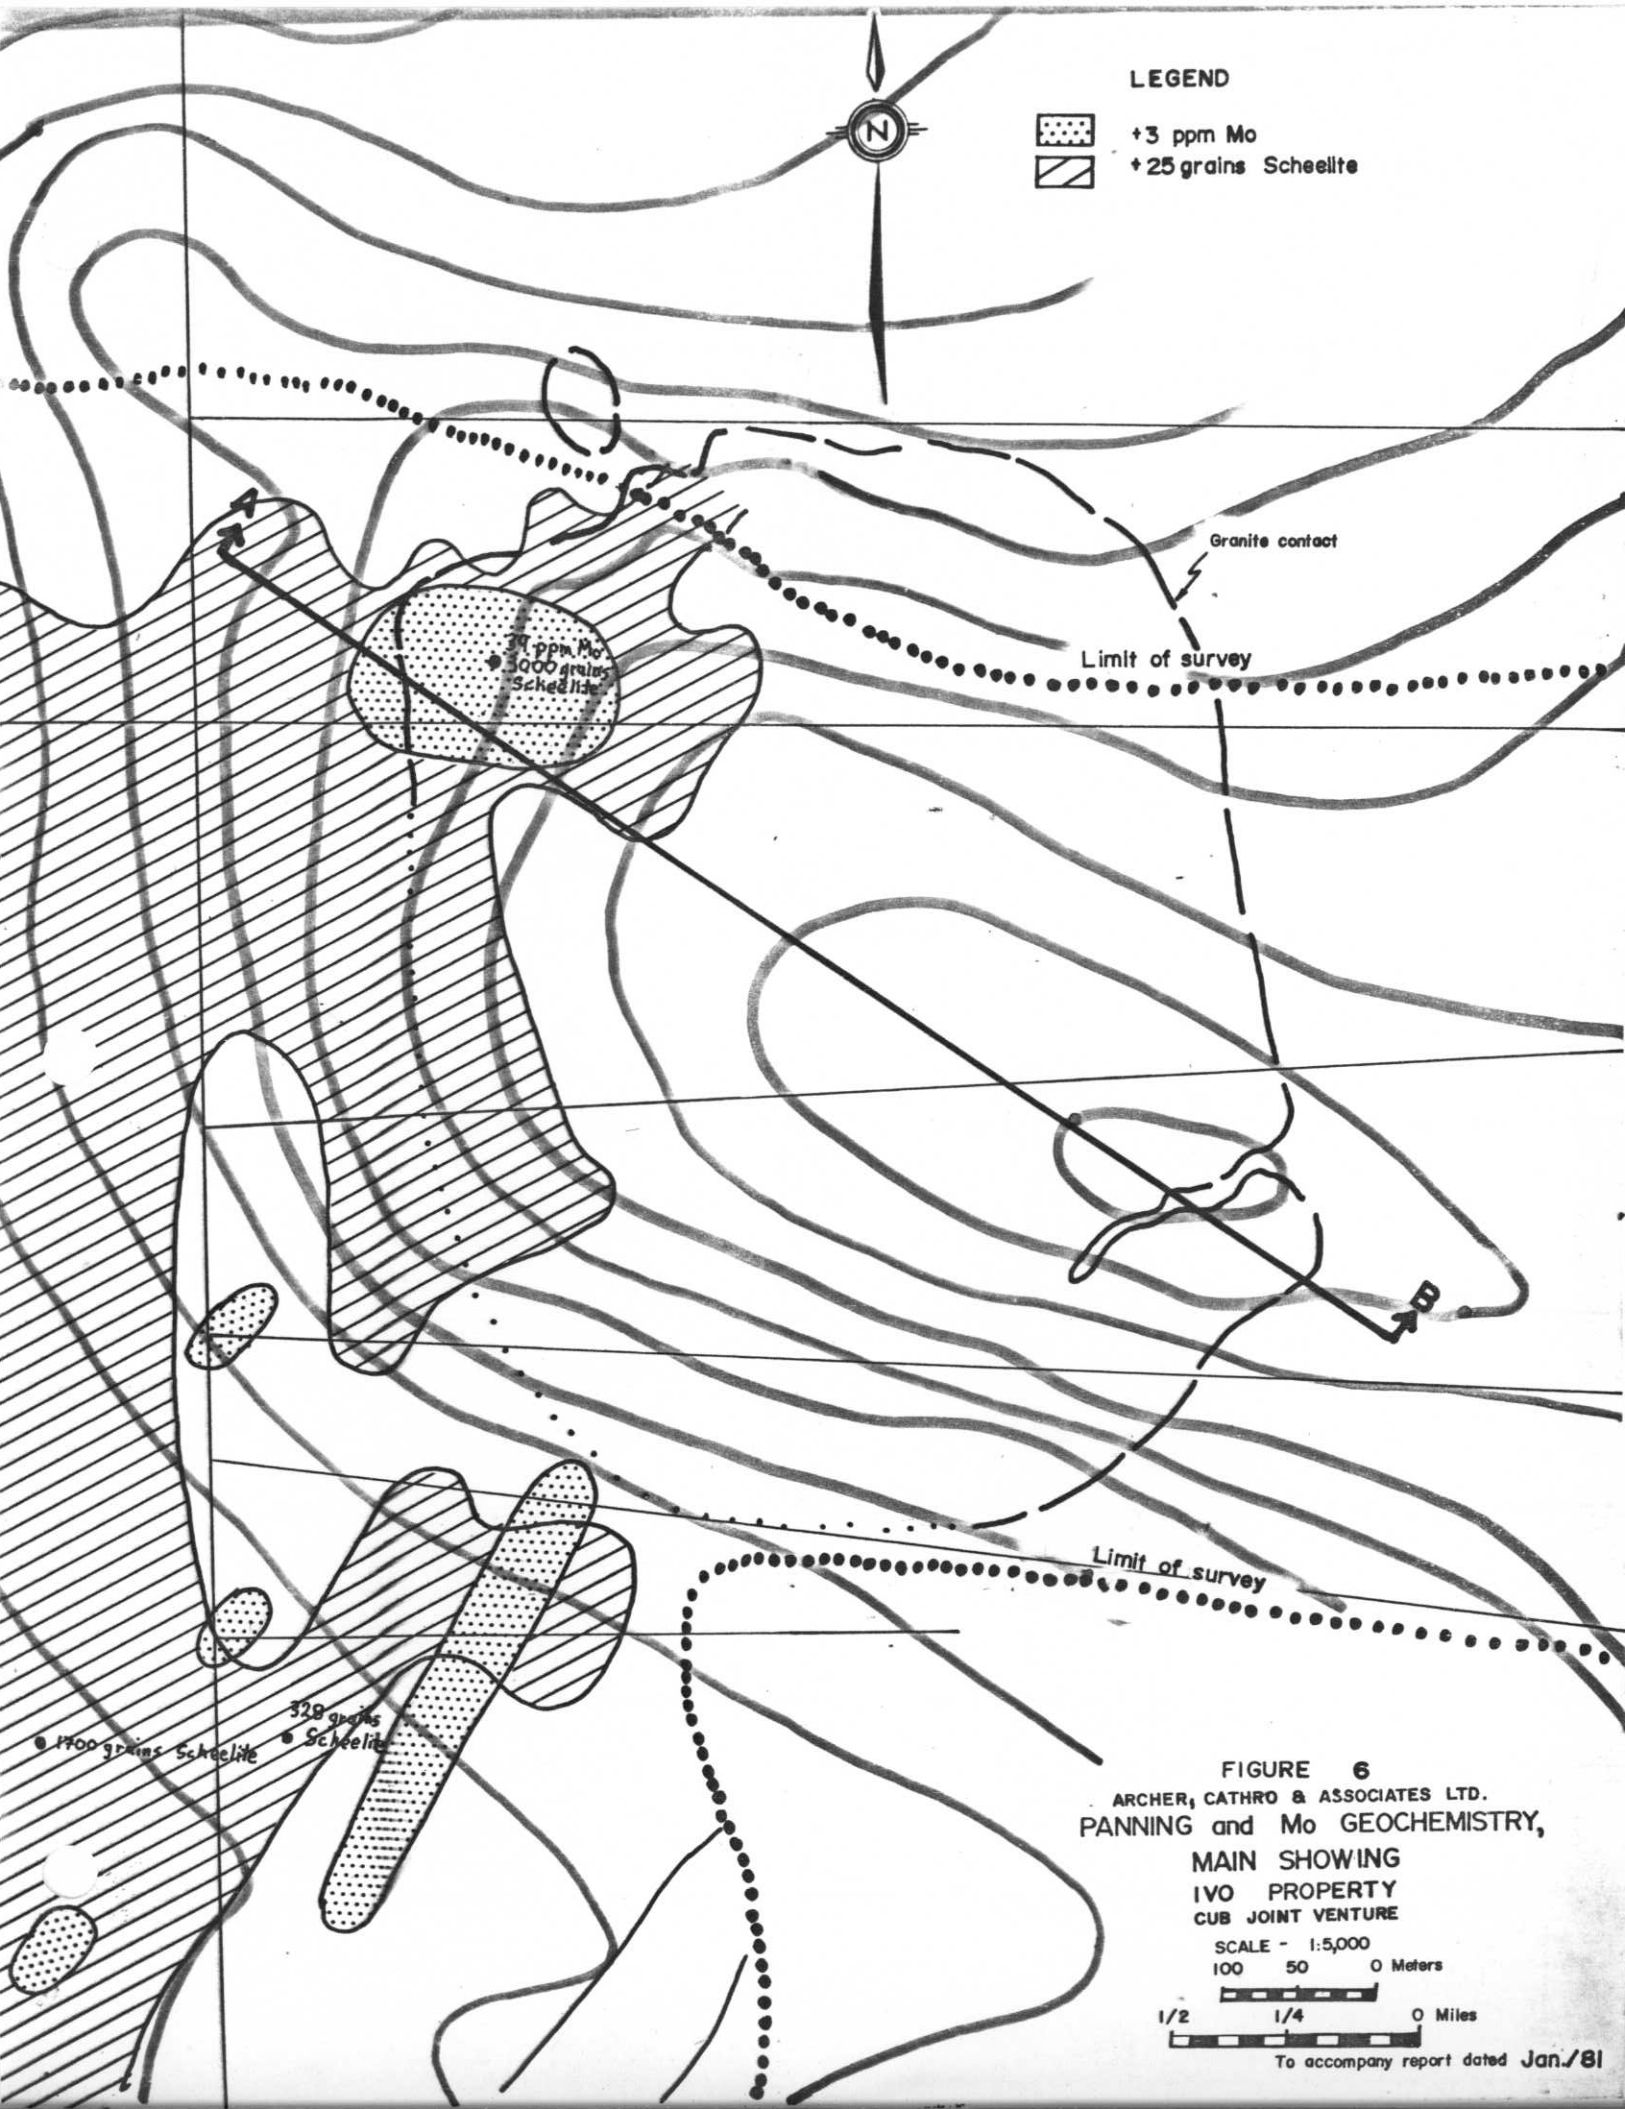 LEGEND
N
+3 ppm Mo
+25 grains Scheelite
A
Granite contact
39 ppm Mo
3000 grains
Scheelite
Limit of survey
B
Limit of survey
328 grains
Scheelite
1700 grains Scheelite
FIGURE 6
ARCHER, CATHRO & ASSOCIATES LTD.
PANNING and Mo GEOCHEMISTRY,
MAIN SHOWING
IVO PROPERTY
CUB JOINT VENTURE
SCALE - 1:5,000
100 50 0 Meters
1/2 1/4 0 Miles
To accompany report dated Jan./81